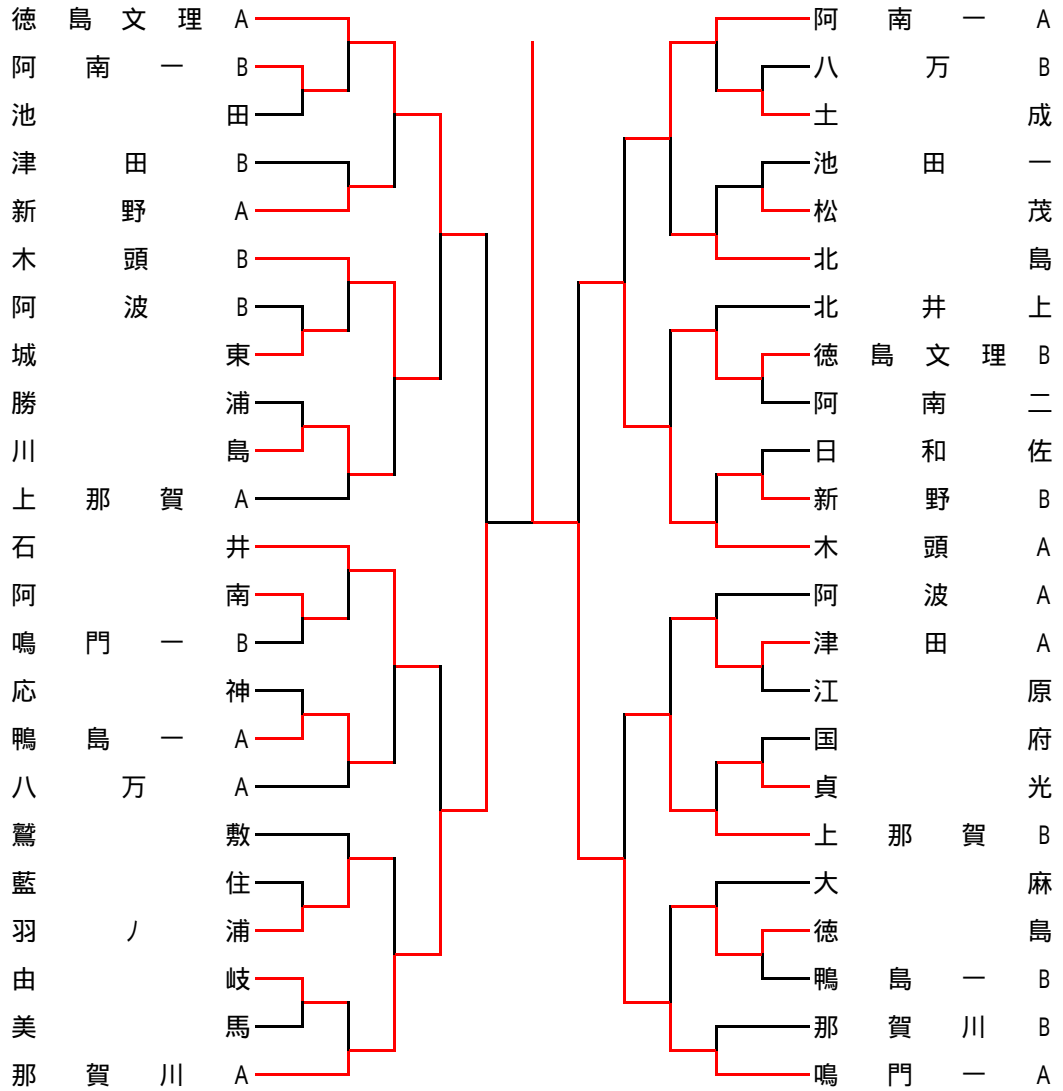 徳島文理A
阿南一B
池田
津田B
新野A
木頭B
阿波B
城東
勝浦
川島
上那賀A
石井
阿南
鳴門一B
応神
鴨島一A
八万A
鷲敷
藍住
羽ノ浦
由岐
美馬
那賀川A
阿南一A
八万B
土成
池田一
松茂
北島
北井上
徳島文理B
阿南二
日和佐
新野B
木頭A
阿波A
津田A
江原
国府
貞光
上那賀B
大麻
徳島
鴨島一B
那賀川B
鳴門一A